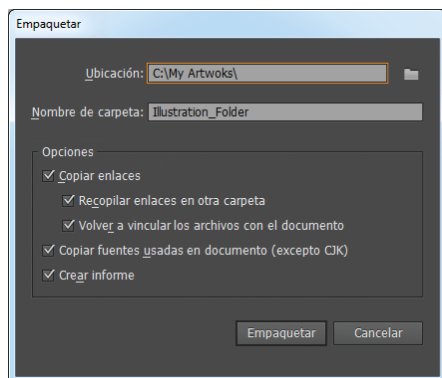 Empaquetar
Ubicación: C:\My Artwoks\
Nombre de carpeta: Illustration_Folder
Opciones
Copiar enlaces
Recopilar enlaces en otra carpeta
Volver a vincular los archivos con el documento
Copiar fuentes usadas en documento (excepto CJK)
Crear informe
Empaquetar Cancelar